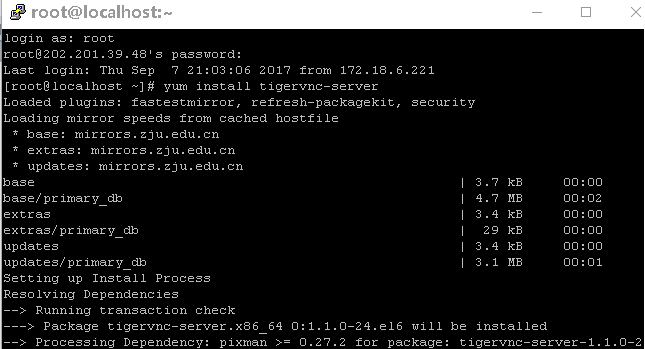 root@localhost:~
Login as: root
root@202.201.39.48's password:
Last login: Thu Sep  7 21:03:06 2017 from 172.18.6.221
[root@localhost ~]# yum install tigervnc-server
Loaded plugins: fastestmirror, refresh-packagekit, security
Loading mirror speeds from cached hostfile
 * base: mirrors.zju.edu.cn
 * extras: mirrors.zju.edu.cn
 * updates: mirrors.zju.edu.cn
base | 3.7 kB 00:00
base/primary_db | 4.7 MB 00:02
extras | 3.4 kB 00:00
extras/primary_db | 29 kB 00:00
updates | 3.4 kB 00:00
updates/primary_db | 3.1 MB 00:01
Setting up Install Process
Resolving Dependencies
--> Running transaction check
---> Package tigervnc-server.x86_64 0:1.1.0-24.el6 will be installed
--> Processing Dependency: pixman >= 0.27.2 for package: tigervnc-server-1.1.0-2